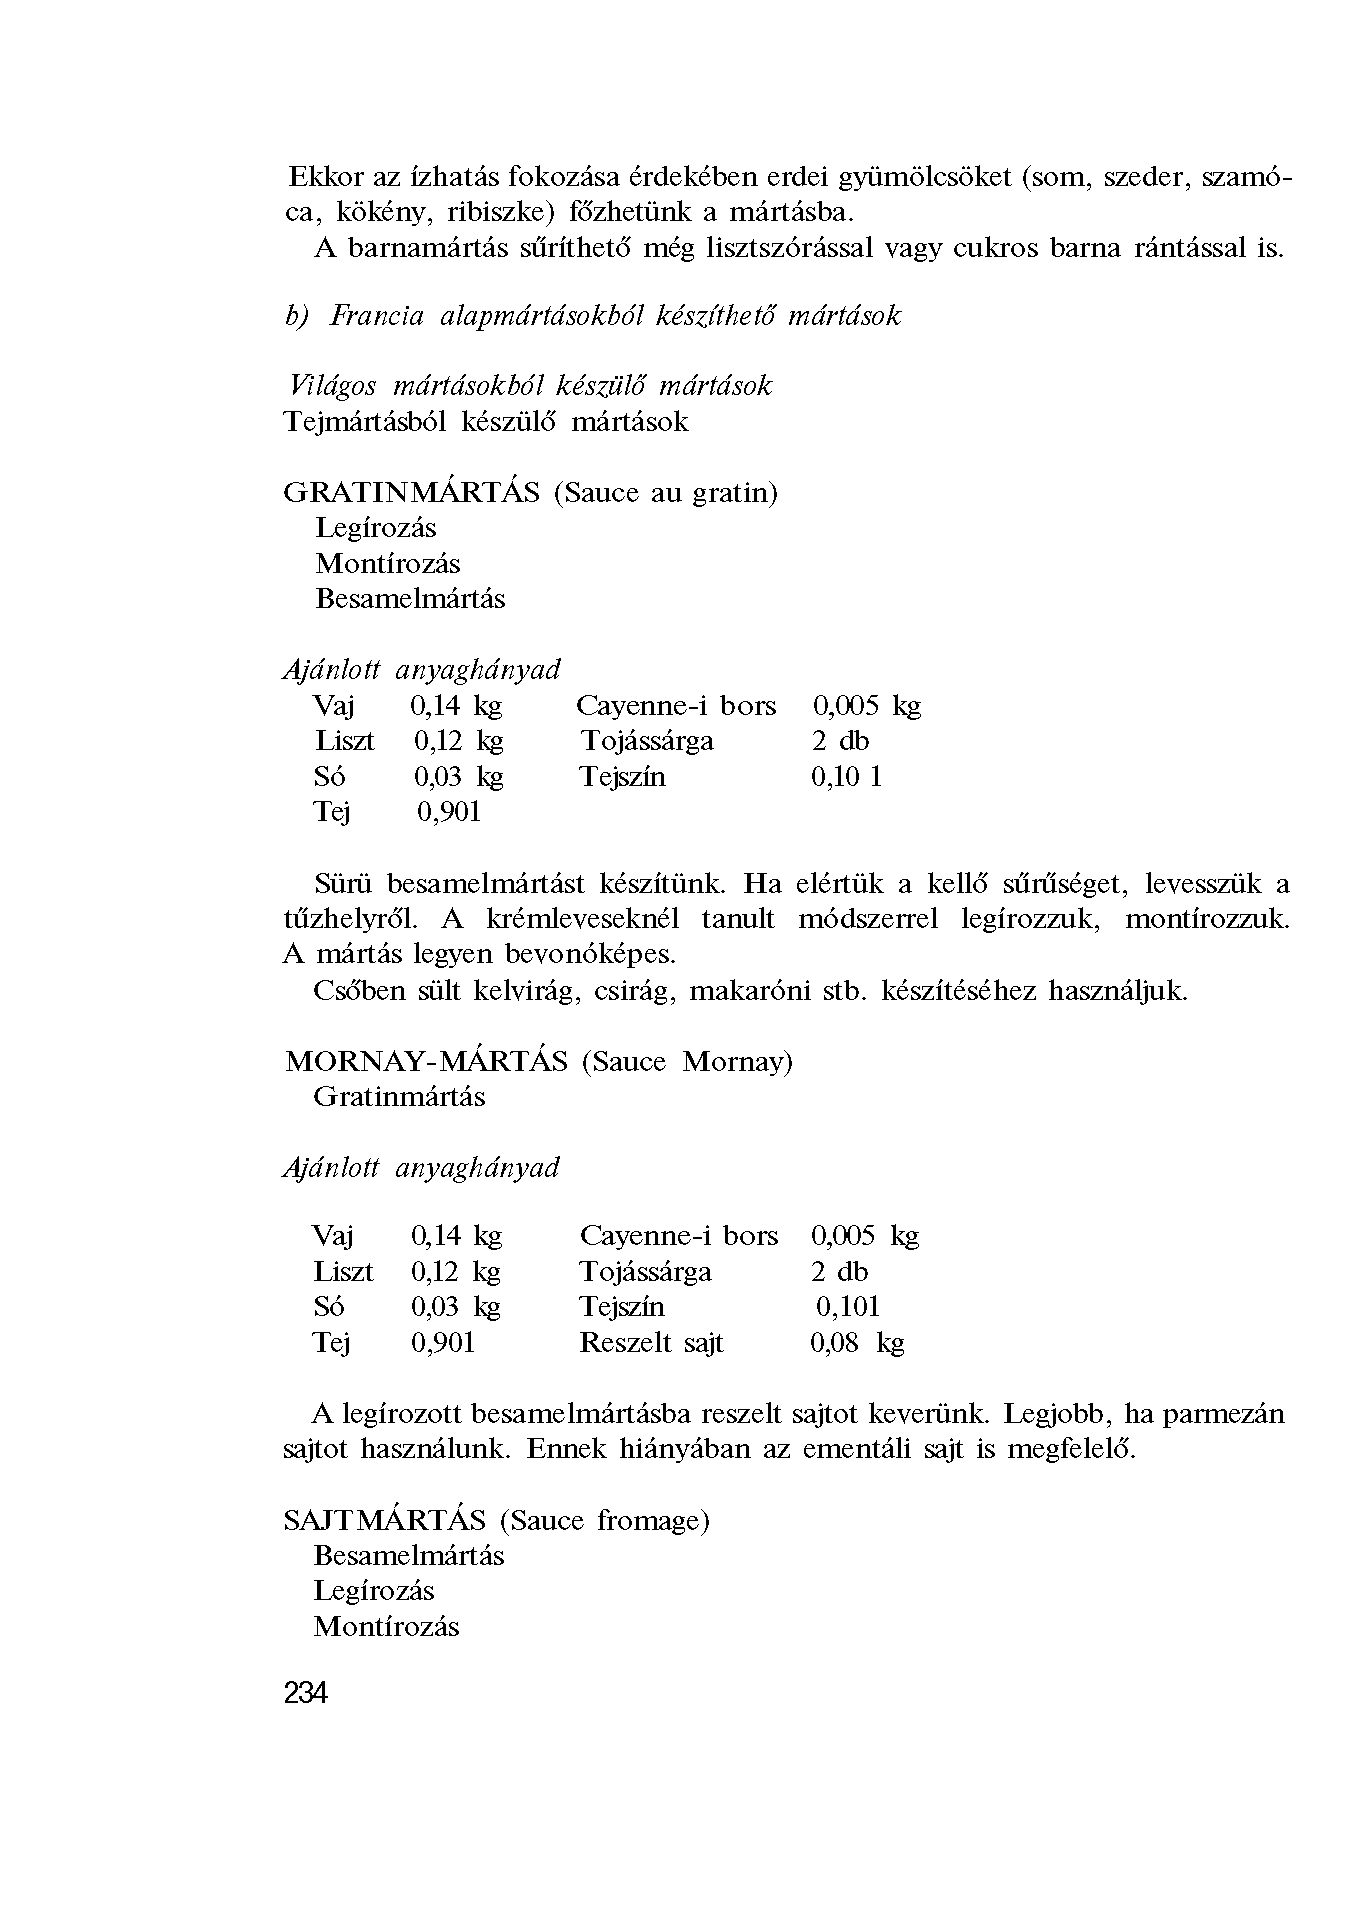 Ekkor az ízhatás fokozása érdekében erdei gyümölcsöket (som, szeder, szamó-
ca, kökény, ribiszke) főzhetünk a mártásba.
A barnamártás sűríthető még lisztszórással vagy cukros barna rántással is.
b) Francia alapmártásokból készíthető mártások
Világos mártásokból készülő mártások
Tejmártásból készülő mártások
GRATINMÁRTÁS (Sauce au gratin)
Legírozás
Montírozás
Besamelmártás
Ajánlott anyaghányad
Vaj 0,14 kg Cayenne-i bors 0,005 kg
Liszt 0,12 kg Tojássárga 2 db
Só 0,03 kg Tejszín 0,10 1
Tej 0,901
Sürü besamelmártást készítünk. Ha elértük a kellő sűrűséget, levesszük a
tűzhelyről. A krémleveseknél tanult módszerrel legírozzuk, montírozzuk.
A mártás legyen bevonóképes.
Csőben sült kelvirág, csirág, makaróni stb. készítéséhez használjuk.
MORNAY-MÁRTÁS (Sauce Mornay)
Gratinmártás
Ajánlott anyaghányad
Vaj 0,14 kg Cayenne-i bors 0,005 kg
Liszt 0,12 kg Tojássárga 2 db
Só 0,03 kg Tejszín 0,101
Tej 0,901 Reszelt sajt 0,08 kg
A legírozott besamelmártásba reszelt sajtot keverünk. Legjobb, ha parmezán
sajtot használunk. Ennek hiányában az ementáli sajt is megfelelő.
SAJTMÁRTÁS (Sauce fromage)
Besamelmártás
Legírozás
Montírozás
234